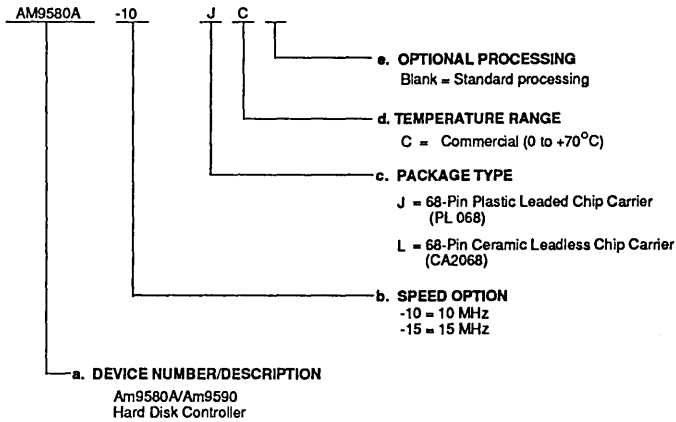 AM9580A -10 J C
e. OPTIONAL PROCESSING
Blank = Standard processing
d. TEMPERATURE RANGE
C = Commercial (0 to +70°C)
c. PACKAGE TYPE
J = 68-Pin Plastic Leaded Chip Carrier
(PL 068)
L = 68-Pin Ceramic Leadless Chip Carrier
(CA2068)
b. SPEED OPTION
-10 = 10 MHz
-15 = 15 MHz
a. DEVICE NUMBER/DESCRIPTION
Am9580A/Am9590
Hard Disk Controller